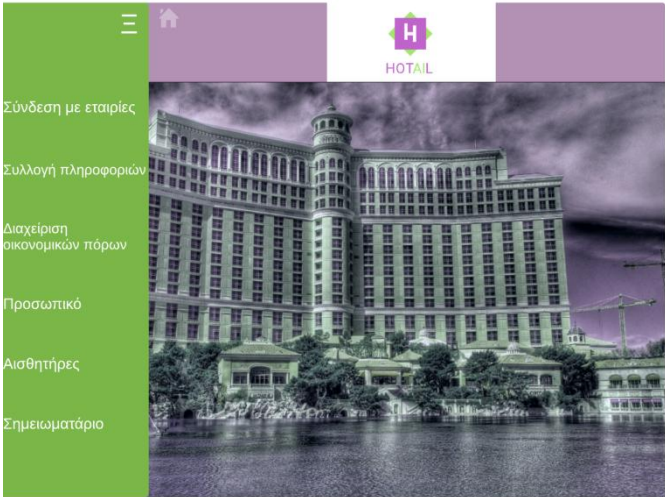 H
HOTAIL
Σύνδεση με εταιρίες
Συλλογή πληροφοριών
Διαχείριση
οικονομικών πόρων
Προσωπικό
Αισθητήρες
Σημειωματάριο